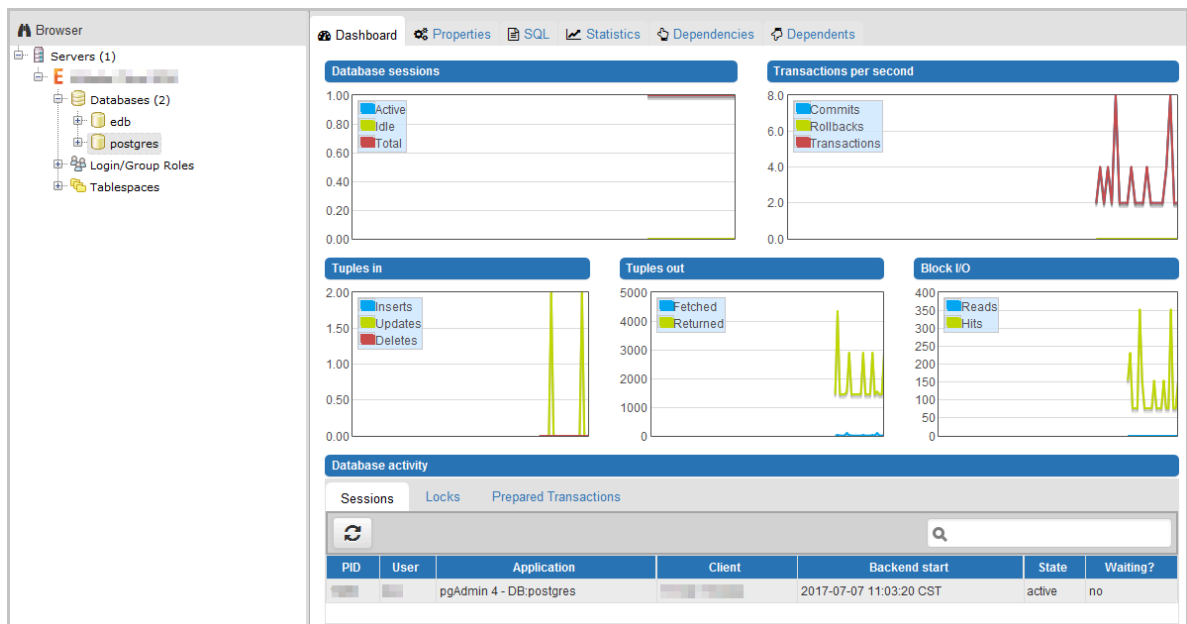 Browser
Servers (1)
Databases (2)
edb
postgres
Login/Group Roles
Tablespaces
Dashboard Properties SQL Statistics Dependencies Dependents
Database sessions
1.00
0.80
0.60
0.40
0.20
0.00
Active
Idle
Total
Transactions per second
8.0
6.0
4.0
2.0
0.0
Commits
Rollbacks
Transactions
Tuples in
2.00
1.50
1.00
0.50
0.00
Inserts
Updates
Deletes
Tuples out
5000
4000
3000
2000
1000
0
Fetched
Returned
Block I/O
400
350
300
250
200
150
100
50
0
Reads
Hits
Database activity
Sessions Locks Prepared Transactions
PID User Application Client Backend start State Waiting?
pgAdmin 4 - DB:postgres 2017-07-07 11:03:20 CST active no